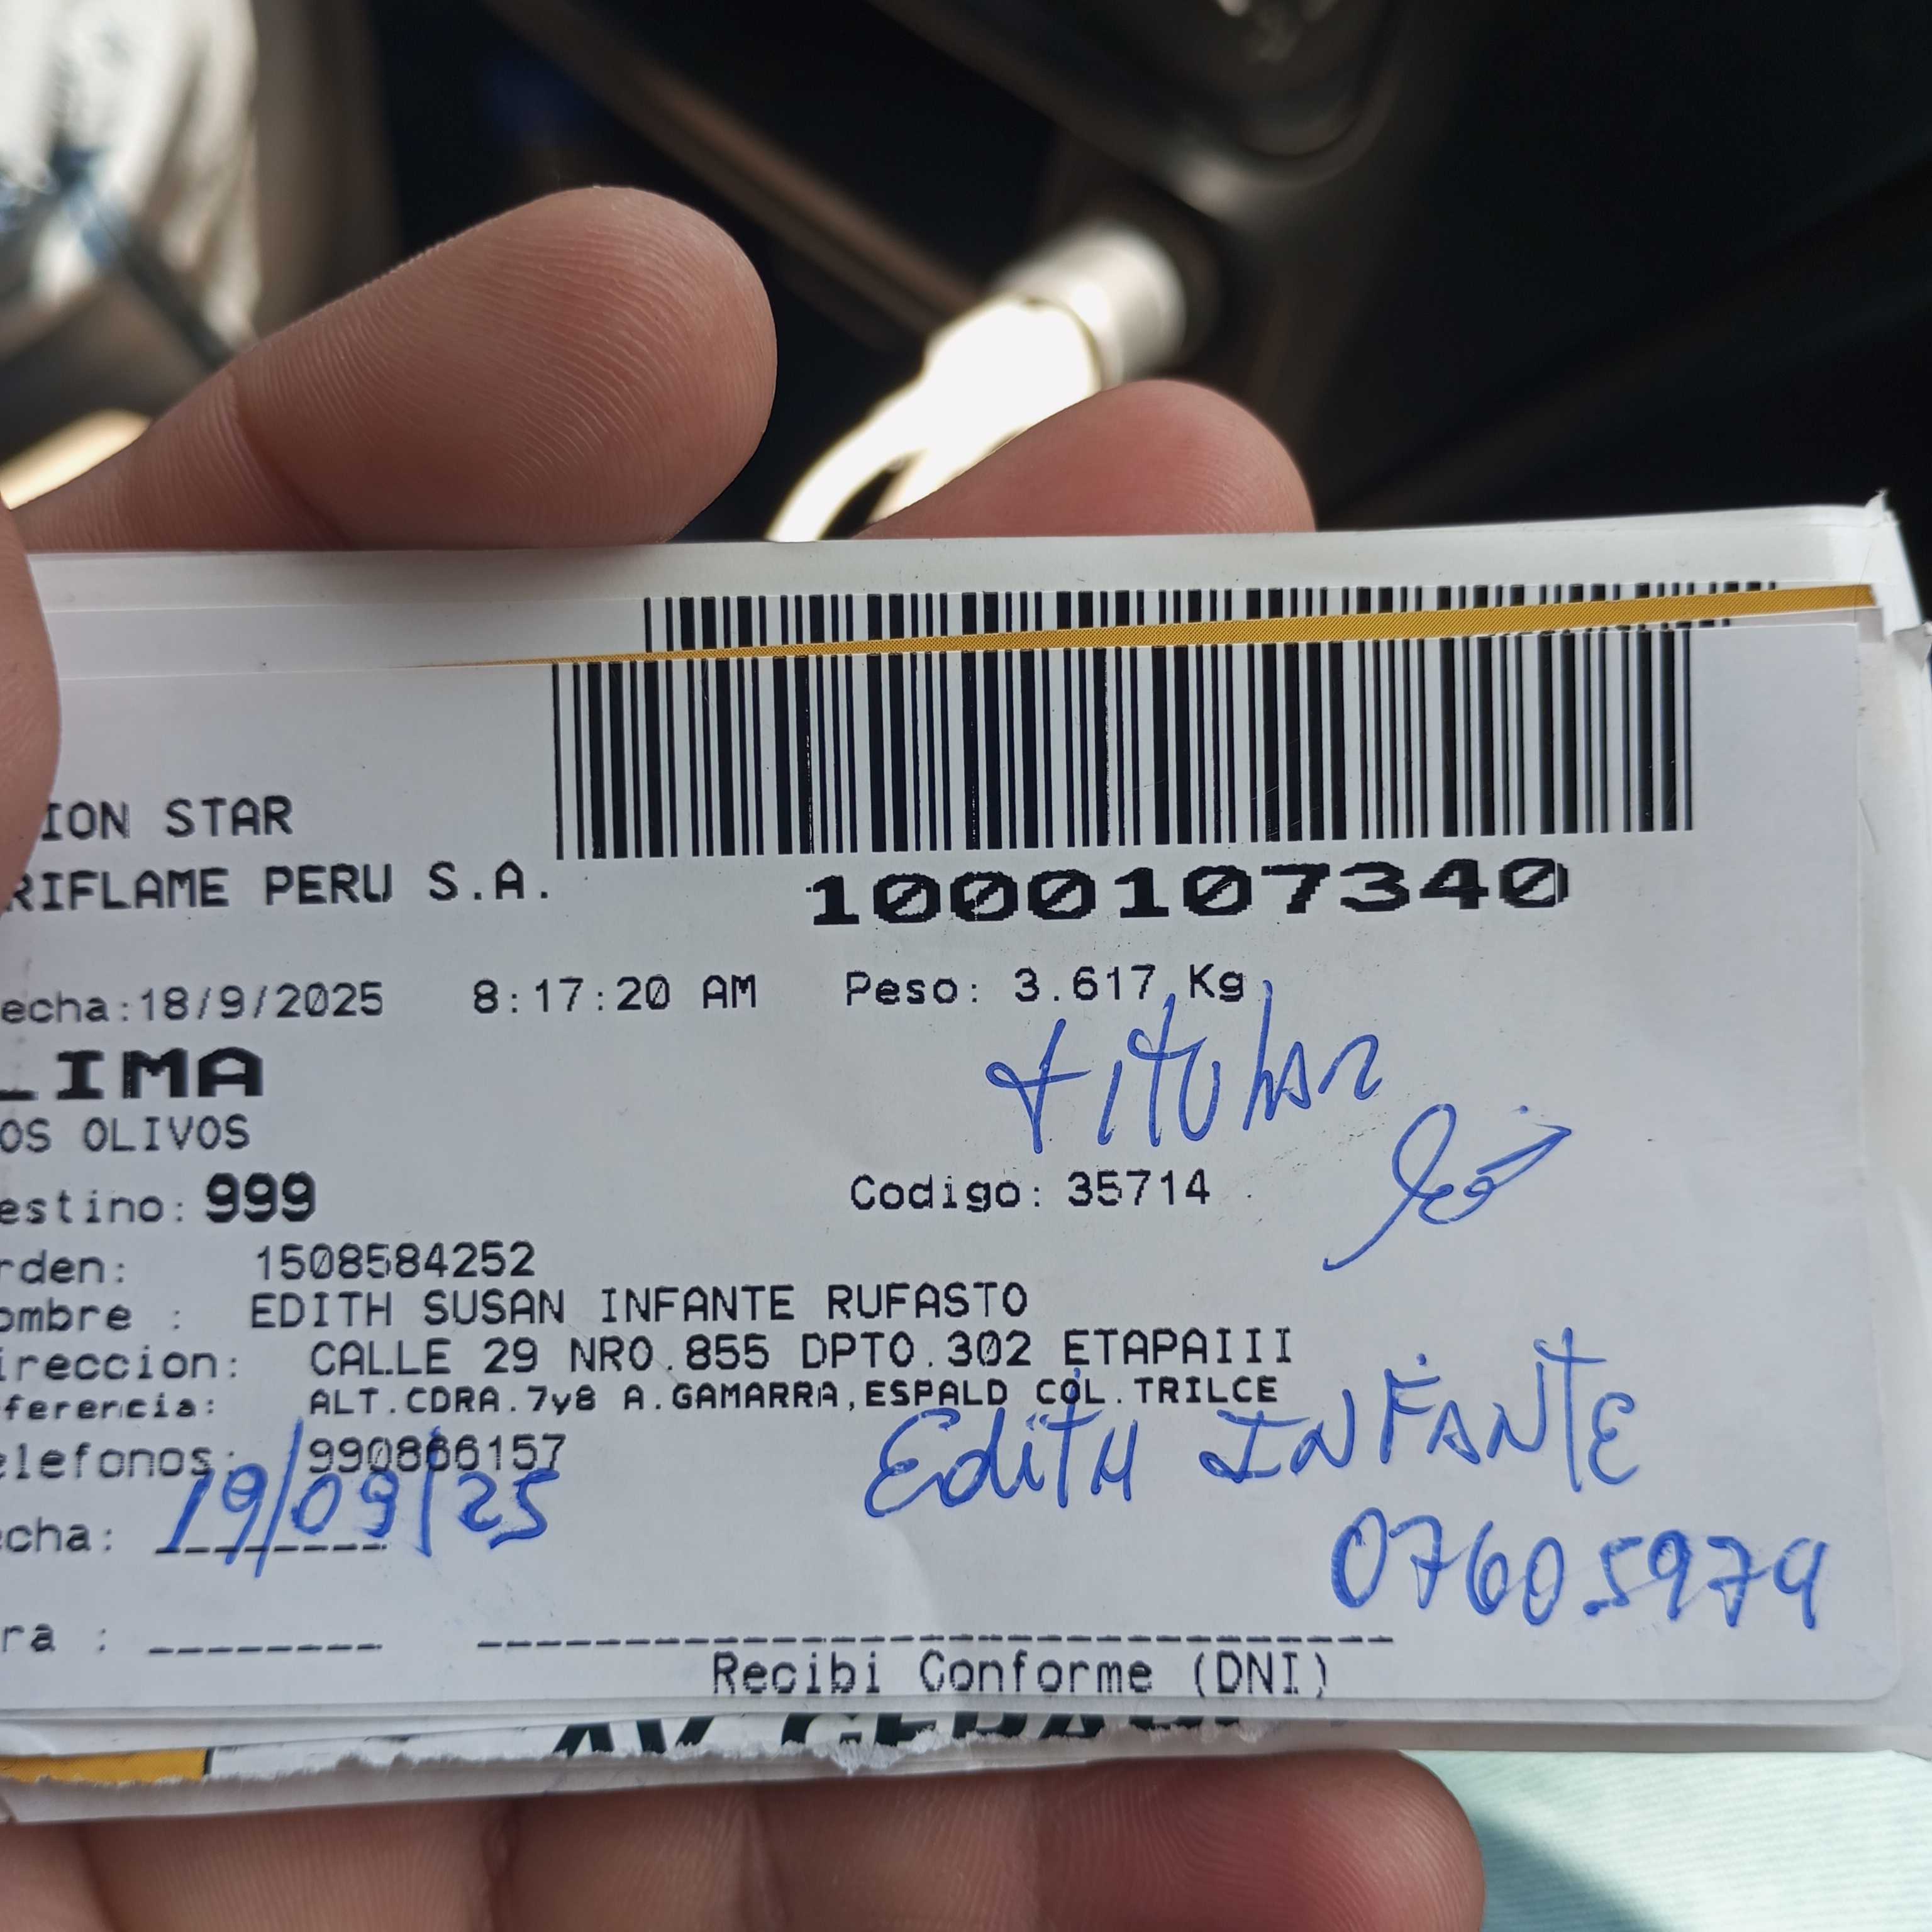 ION STAR
RIFLAME PERU S.A.
1000107340
echa:18/9/2025 8:17:20 AM Peso: 3.617 Kg
LIMA
titular
OS OLIVOS
estino: 999 Codigo: 35714
rden: 1508584252
ombre : EDITH SUSAN INFANTE RUFASTO
ireccion: CALLE 29 NRO.855 DPTO.302 ETAPAIII
ferencia: ALT.CDRA.7y8 A.GAMARRA,ESPALD COL.TRILCE
elefonos: 990866157
Edith INFANTE
echa: 19/09/25
07605979
ra :
Recibi Conforme (DNI)